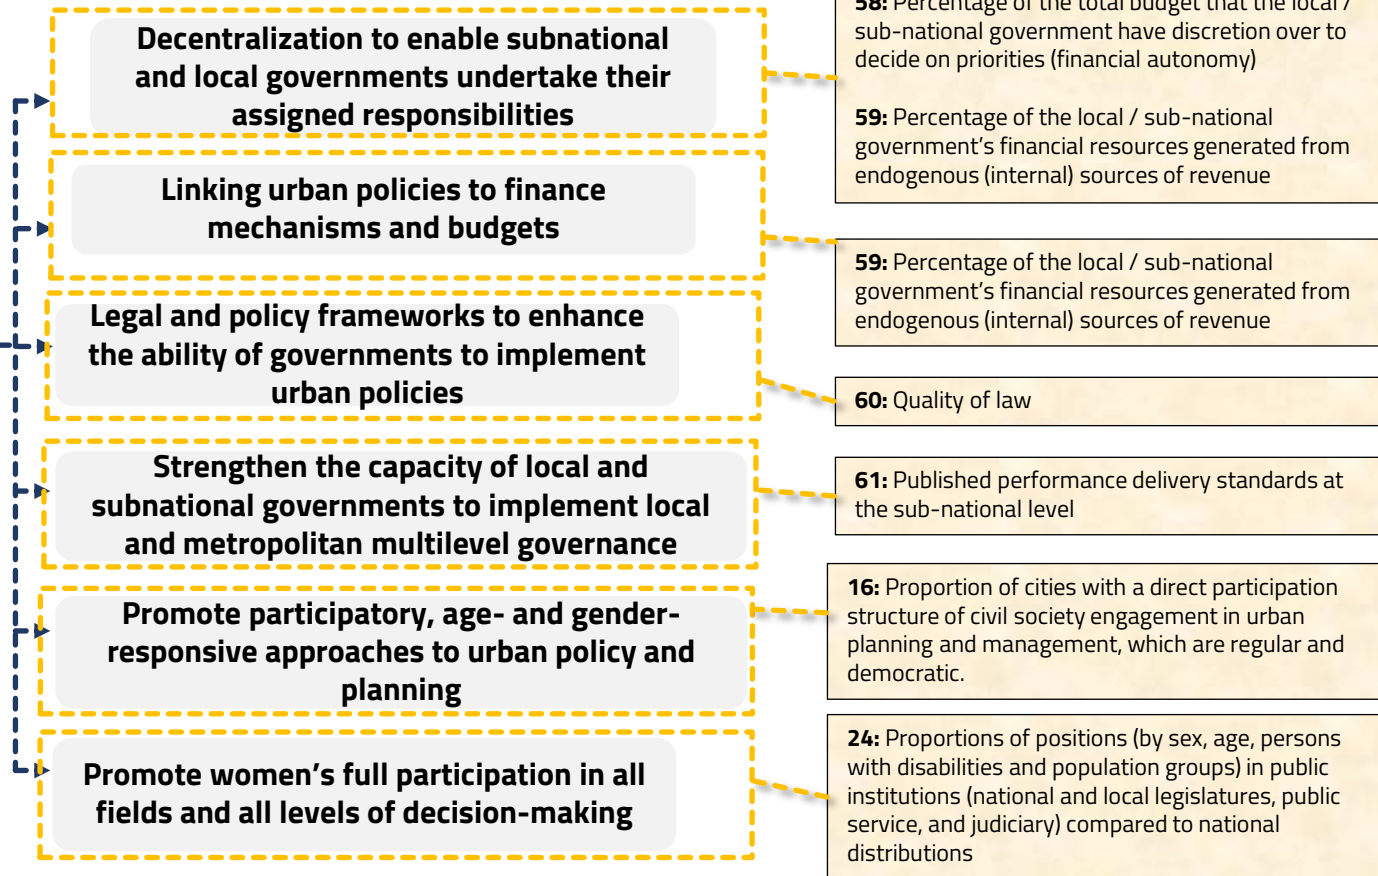 Decentralization to enable subnational
and local governments undertake their
assigned responsibilities
58: Percentage of the total budget that the local /
sub-national government have discretion over to
decide on priorities (financial autonomy)
59: Percentage of the local / sub-national
government’s financial resources generated from
endogenous (internal) sources of revenue
Linking urban policies to finance
mechanisms and budgets
59: Percentage of the local / sub-national
government’s financial resources generated from
endogenous (internal) sources of revenue
Legal and policy frameworks to enhance
the ability of governments to implement
urban policies
60: Quality of law
Strengthen the capacity of local and
subnational governments to implement local
and metropolitan multilevel governance
61: Published performance delivery standards at
the sub-national level
Promote participatory, age- and gender-
responsive approaches to urban policy and
planning
16: Proportion of cities with a direct participation
structure of civil society engagement in urban
planning and management, which are regular and
democratic.
Promote women’s full participation in all
fields and all levels of decision-making
24: Proportions of positions (by sex, age, persons
with disabilities and population groups) in public
institutions (national and local legislatures, public
service, and judiciary) compared to national
distributions